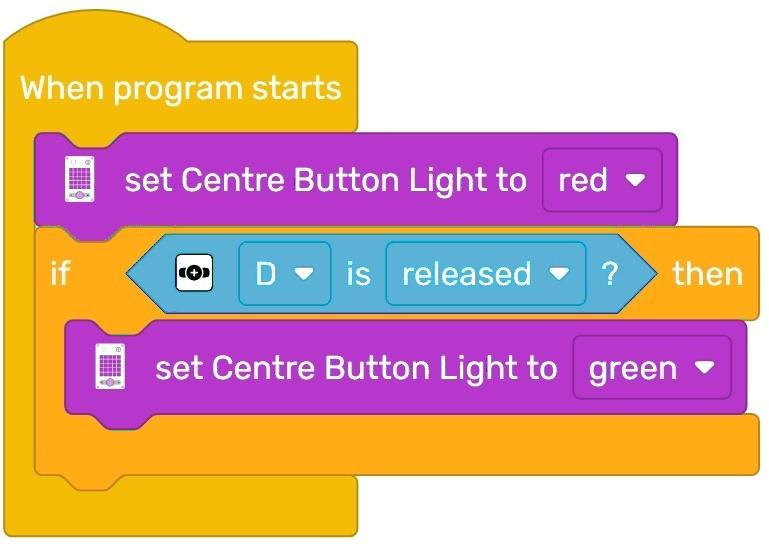 When program starts
set Centre Button Light to red
if D is released ? then
set Centre Button Light to green